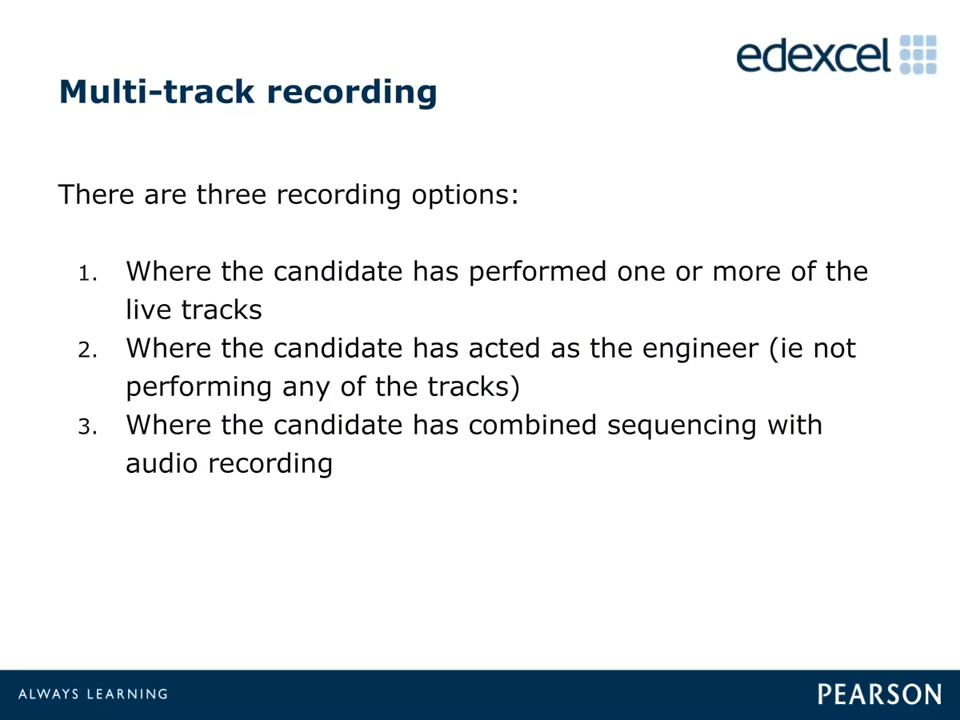 edexcel
Multi-track recording
There are three recording options:
1. Where the candidate has performed one or more of the
live tracks
2. Where the candidate has acted as the engineer (ie not
performing any of the tracks)
3. Where the candidate has combined sequencing with
audio recording
ALWAYS LEARNING
PEARSON